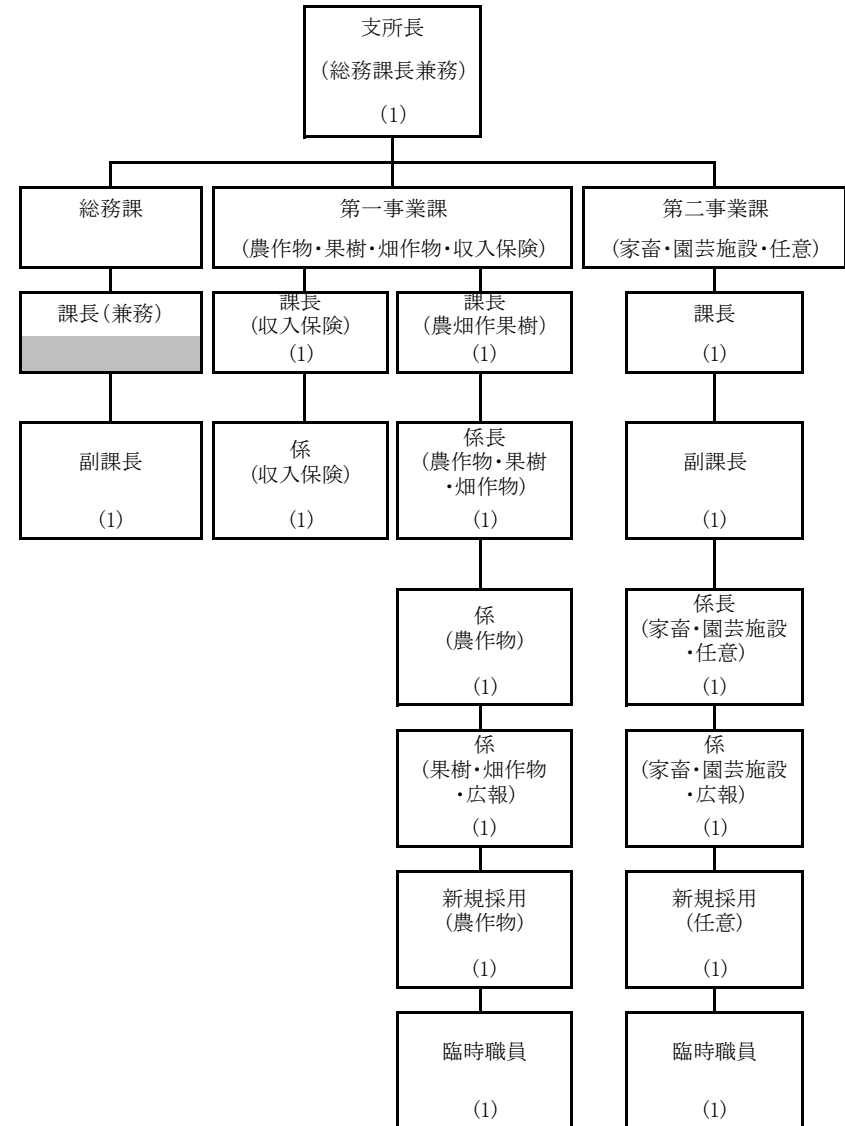 支所長
(総務課長兼務)
(1)
総務課
第一事業課
(農作物・果樹・畑作物・収入保険)
第二事業課
(家畜・園芸施設・任意)
課長(兼務)
課長
(収入保険)
(1)
課長
(農畑作果樹)
(1)
課長
(1)
副課長
(1)
係
(収入保険)
(1)
係長
(農作物・果樹
・畑作物)
(1)
副課長
(1)
係
(農作物)
(1)
係長
(家畜・園芸施設
・任意)
(1)
係
(果樹・畑作物
・広報)
(1)
係
(家畜・園芸施設
・広報)
(1)
新規採用
(農作物)
(1)
新規採用
(任意)
(1)
臨時職員
(1)
臨時職員
(1)